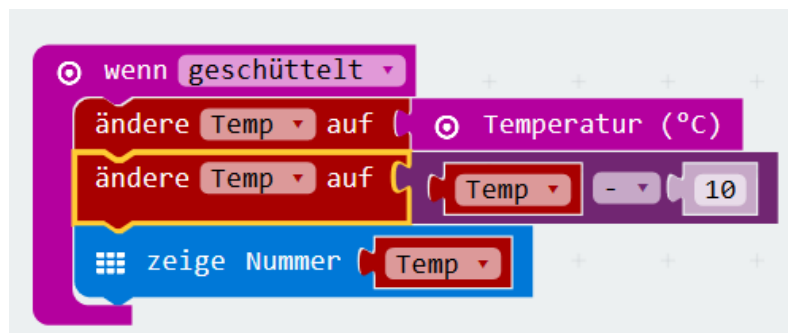 wenn geschüttelt
ändere Temp auf Temperatur (°C)
ändere Temp auf Temp - 10
zeige Nummer Temp